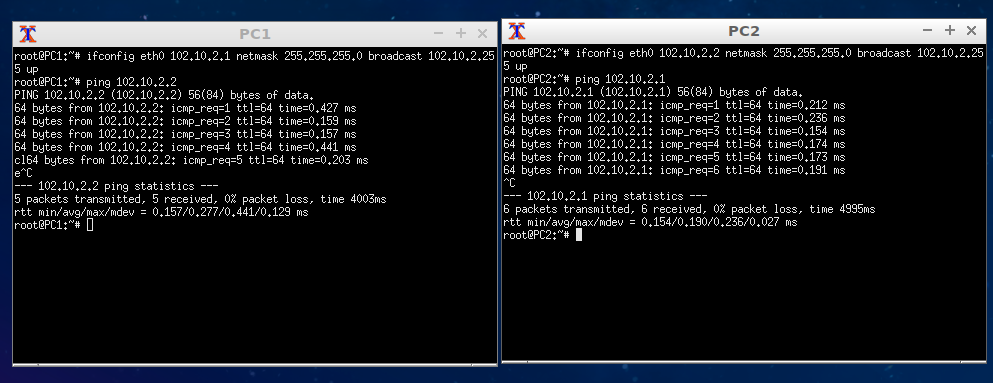 PC1
root@PC1:~# ifconfig eth0 102.10.2.1 netmask 255.255.255.0 broadcast 102.10.2.25
5 up
root@PC1:~# ping 102.10.2.2
PING 102.10.2.2 (102.10.2.2) 56(84) bytes of data.
64 bytes from 102.10.2.2: icmp_req=1 ttl=64 time=0.427 ms
64 bytes from 102.10.2.2: icmp_req=2 ttl=64 time=0.159 ms
64 bytes from 102.10.2.2: icmp_req=3 ttl=64 time=0.157 ms
64 bytes from 102.10.2.2: icmp_req=4 ttl=64 time=0.441 ms
cl64 bytes from 102.10.2.2: icmp_req=5 ttl=64 time=0.203 ms
e^C
--- 102.10.2.2 ping statistics ---
5 packets transmitted, 5 received, 0% packet loss, time 4003ms
rtt min/avg/max/mdev = 0.157/0.277/0.441/0.129 ms
root@PC1:~#
PC2
root@PC2:~# ifconfig eth0 102.10.2.2 netmask 255.255.255.0 broadcast 102.10.2.25
5 up
root@PC2:~# ping 102.10.2.1
PING 102.10.2.1 (102.10.2.1) 56(84) bytes of data.
64 bytes from 102.10.2.1: icmp_req=1 ttl=64 time=0.212 ms
64 bytes from 102.10.2.1: icmp_req=2 ttl=64 time=0.236 ms
64 bytes from 102.10.2.1: icmp_req=3 ttl=64 time=0.154 ms
64 bytes from 102.10.2.1: icmp_req=4 ttl=64 time=0.174 ms
64 bytes from 102.10.2.1: icmp_req=5 ttl=64 time=0.173 ms
64 bytes from 102.10.2.1: icmp_req=6 ttl=64 time=0.191 ms
^C
--- 102.10.2.1 ping statistics ---
6 packets transmitted, 6 received, 0% packet loss, time 4995ms
rtt min/avg/max/mdev = 0.154/0.190/0.236/0.027 ms
root@PC2:~#